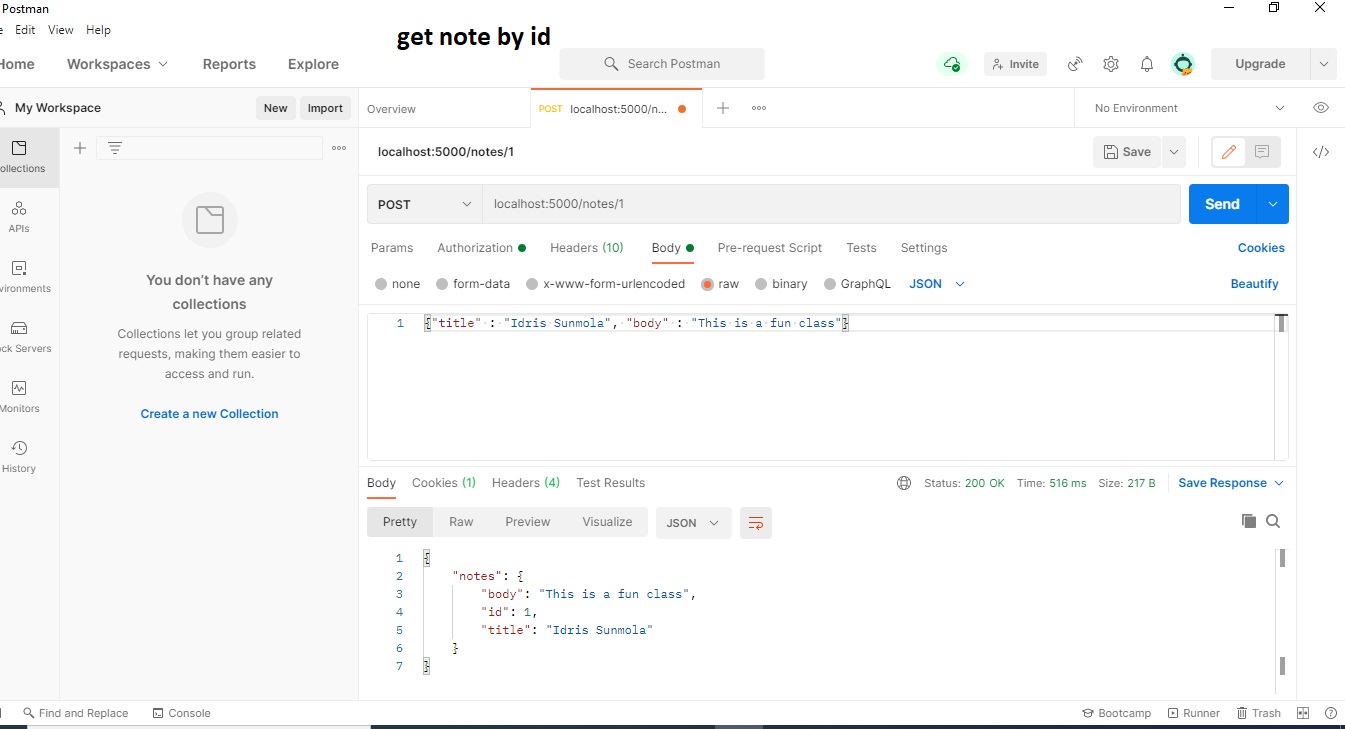 Postman
Edit View Help
get note by id
Home Workspaces Reports Explore
Search Postman
Invite
Upgrade
My Workspace
New Import
Overview
POST localhost:5000/n...
No Environment
ollections
APIs
vironments
ck Servers
Monitors
History
You don't have any
collections
Collections let you group related
requests, making them easier to
access and run.
Create a new Collection
localhost:5000/notes/1
Save
POST localhost:5000/notes/1
Send
Params Authorization Headers (10) Body Pre-request Script Tests Settings
Cookies
none form-data x-www-form-urlencoded raw binary GraphQL JSON
Beautify
1 {"title" : "Idris Sunmola", "body" : "This is a fun class"}
Body Cookies (1) Headers (4) Test Results
Status: 200 OK Time: 516 ms Size: 217 B Save Response
Pretty Raw Preview Visualize JSON
1 {
2 "notes": {
3 "body": "This is a fun class",
4 "id": 1,
5 "title": "Idris Sunmola"
6 }
7 }
Find and Replace Console
Bootcamp Runner Trash